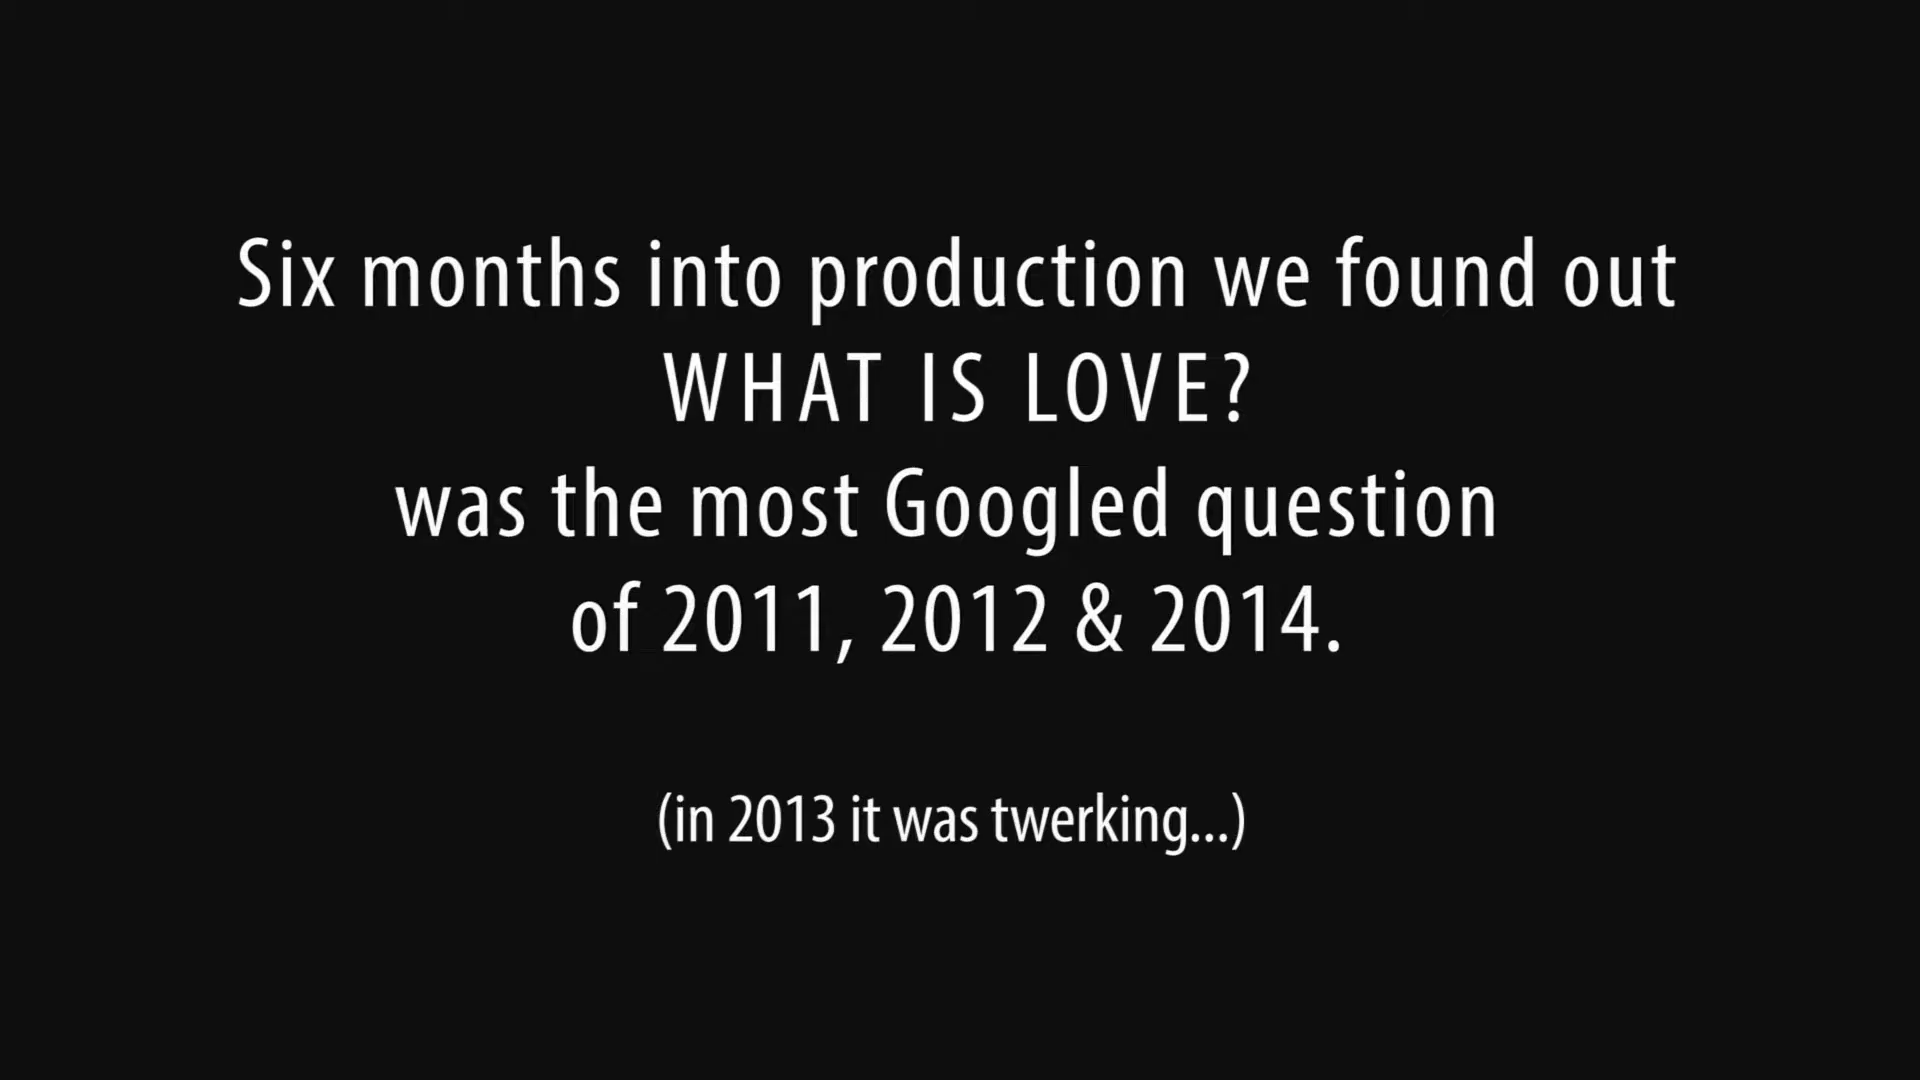 Six months into production we found out
WHAT IS LOVE?
was the most Googled question
of 2011, 2012 & 2014.
(in 2013 it was twerking...)